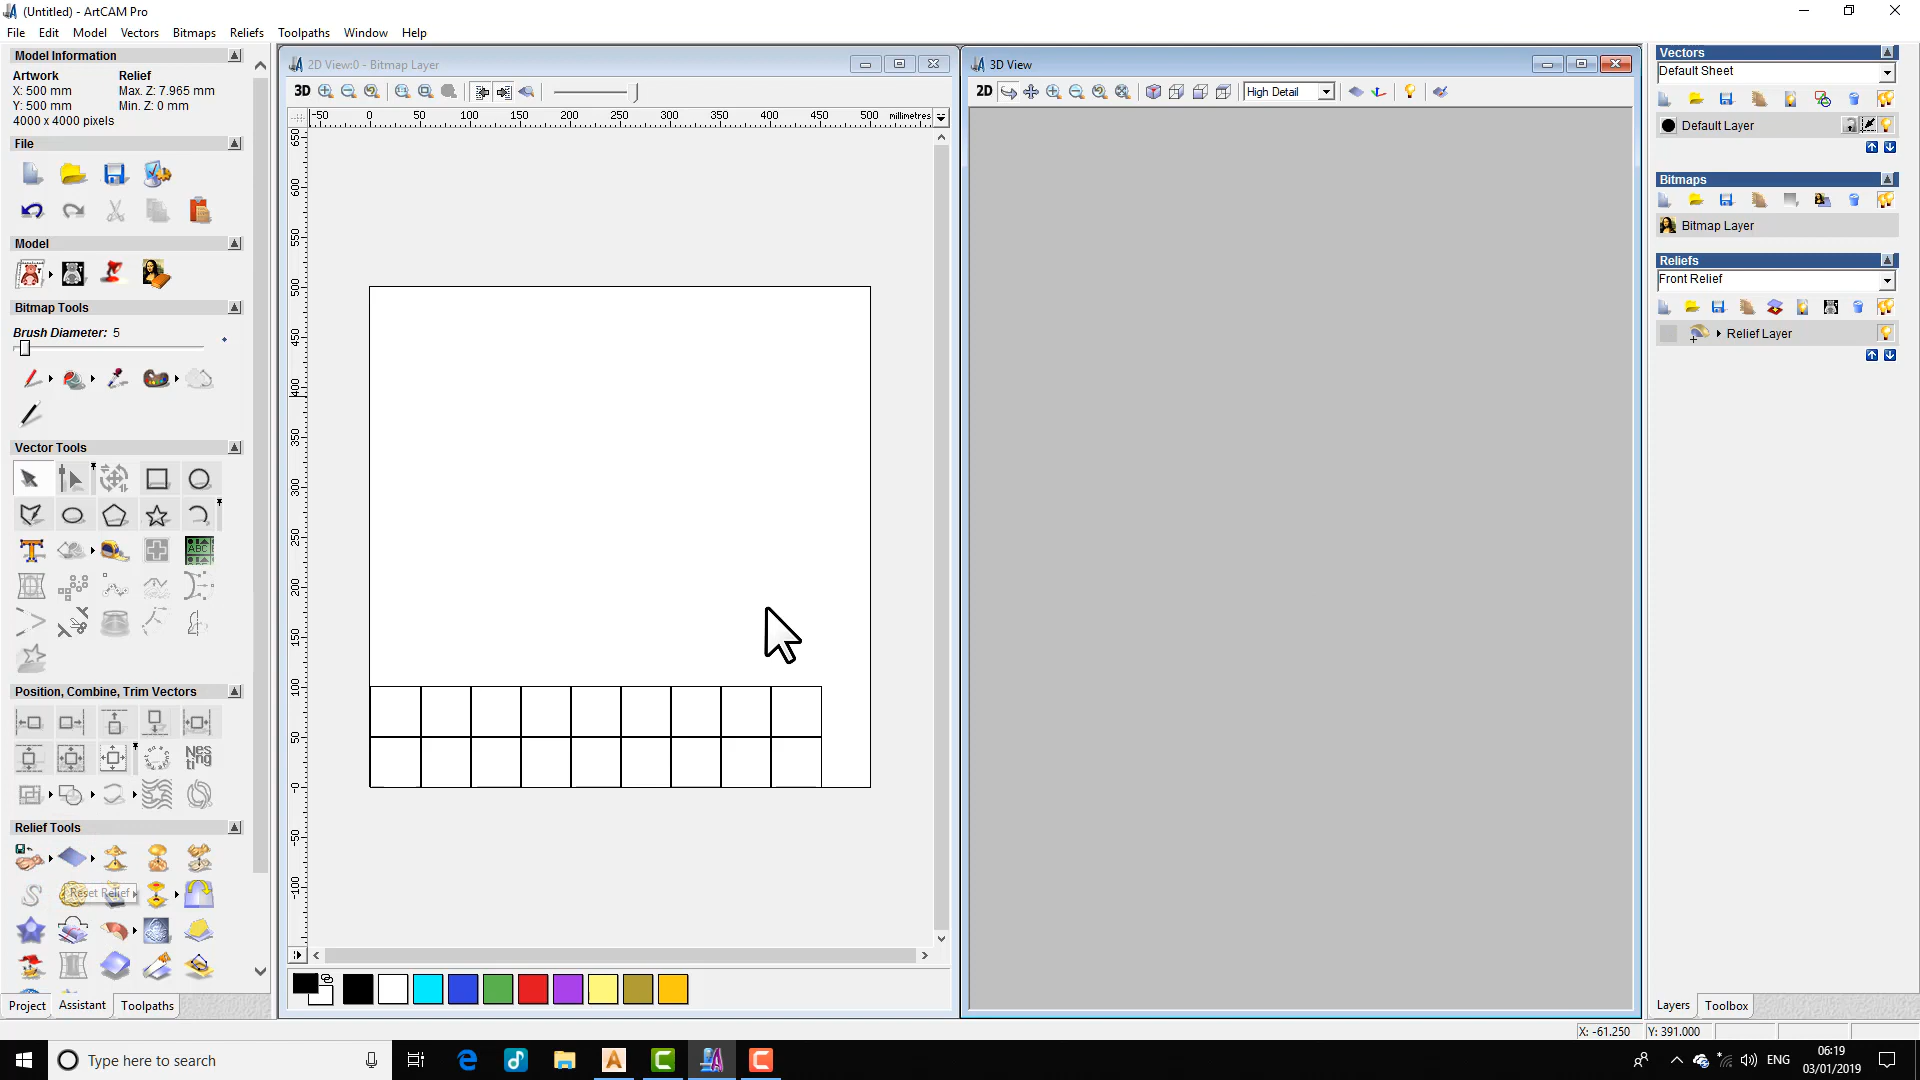 (Untitled) - ArtCAM Pro
File Edit Model Vectors Bitmaps Reliefs Toolpaths Window Help
Model Information
Artwork Relief
X: 500 mm Max. Z: 7.965 mm
Y: 500 mm Min. Z: 0 mm
4000 x 4000 pixels
File
Model
Bitmap Tools
Brush Diameter: 5
Vector Tools
ABC
Position, Combine, Trim Vectors
Nes
ting
Relief Tools
Reset Relief
Project Assistant Toolpaths
2D View:0 - Bitmap Layer
3D
-50 0 50 100 150 200 250 300 350 400 450 500 millimetres
650
600
550
500
450
400
350
300
250
200
150
100
50
-0
-50
-100
3D View
2D High Detail
Vectors
Default Sheet
Default Layer
Bitmaps
Bitmap Layer
Reliefs
Front Relief
Relief Layer
Layers Toolbox
X: -61.250 Y: 391.000
Type here to search
ENG
06:19
03/01/2019